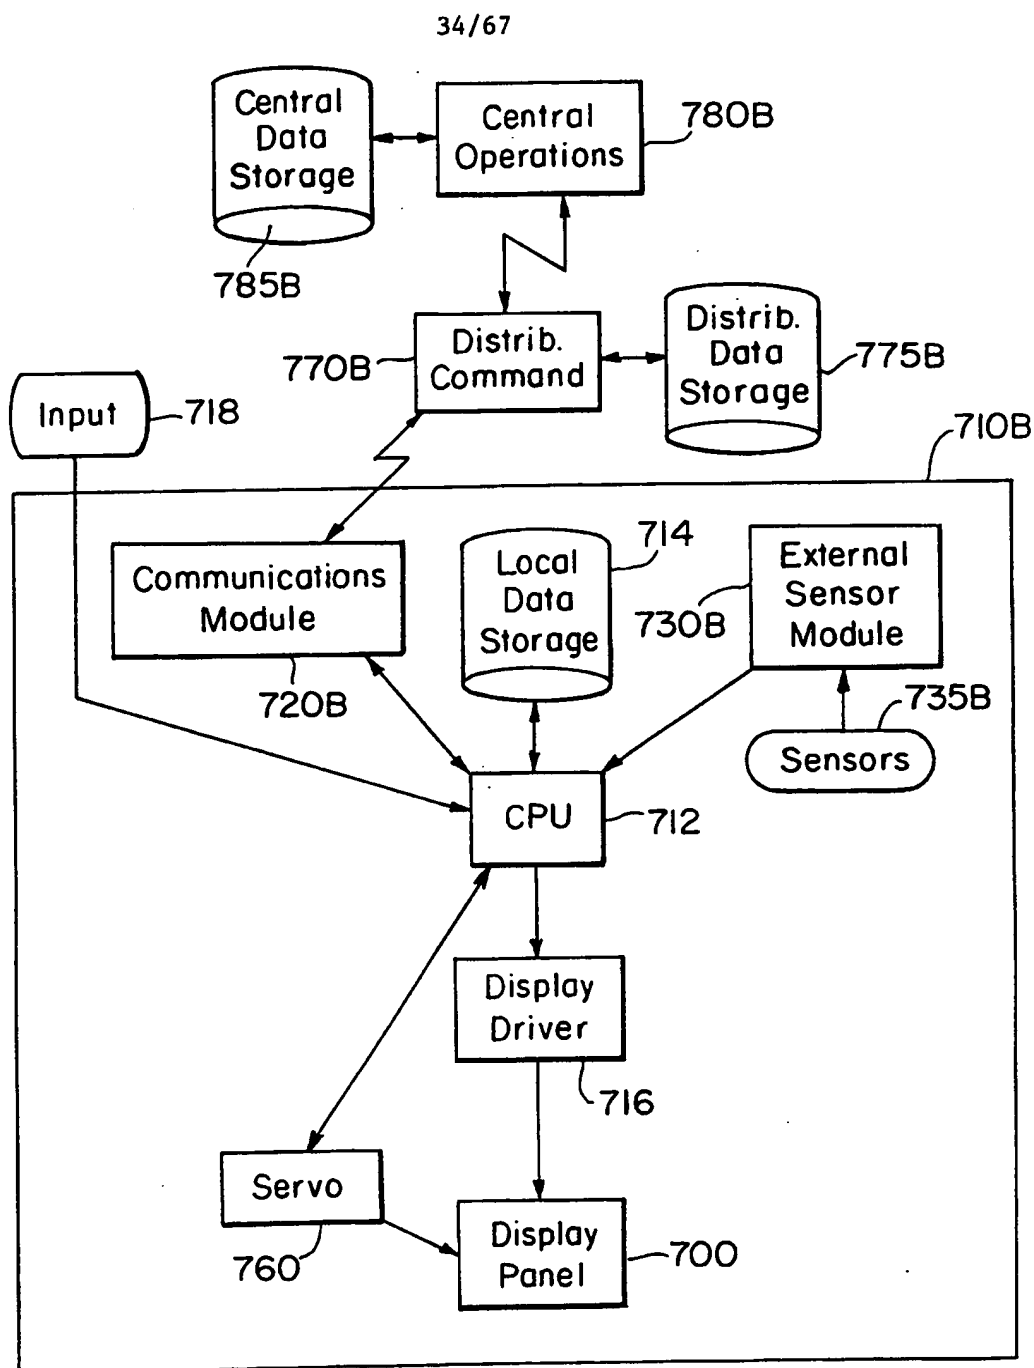 34/67
Central
Data
Storage
785B
Central
Operations
780B
770B
Distrib.
Command
Distrib.
Data
Storage
775B
Input
718
710B
Communications
Module
720B
Local
Data
Storage
714
730B
External
Sensor
Module
735B
Sensors
CPU
712
Display
Driver
716
Servo
760
Display
Panel
700